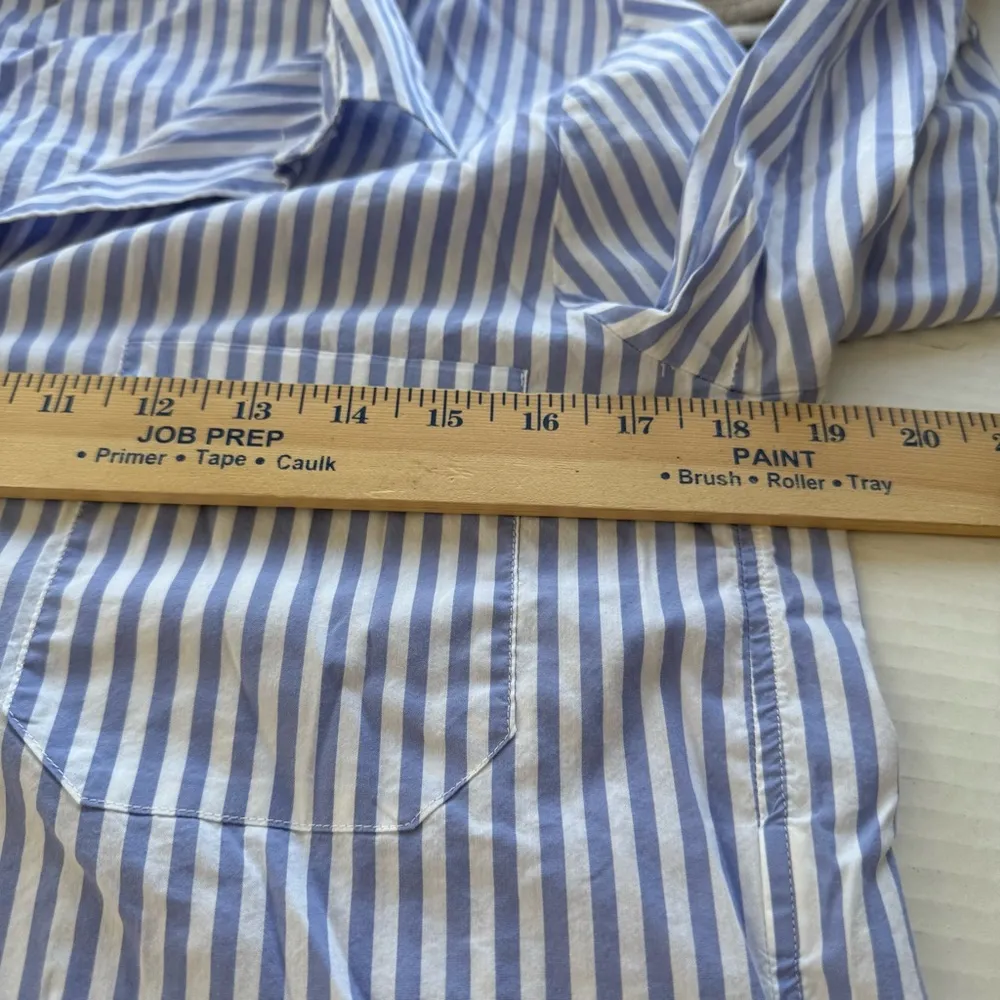 11 12 13 14 15 16 17 18 19 20
JOB PREP
• Primer • Tape • Caulk
PAINT
• Brush • Roller • Tray